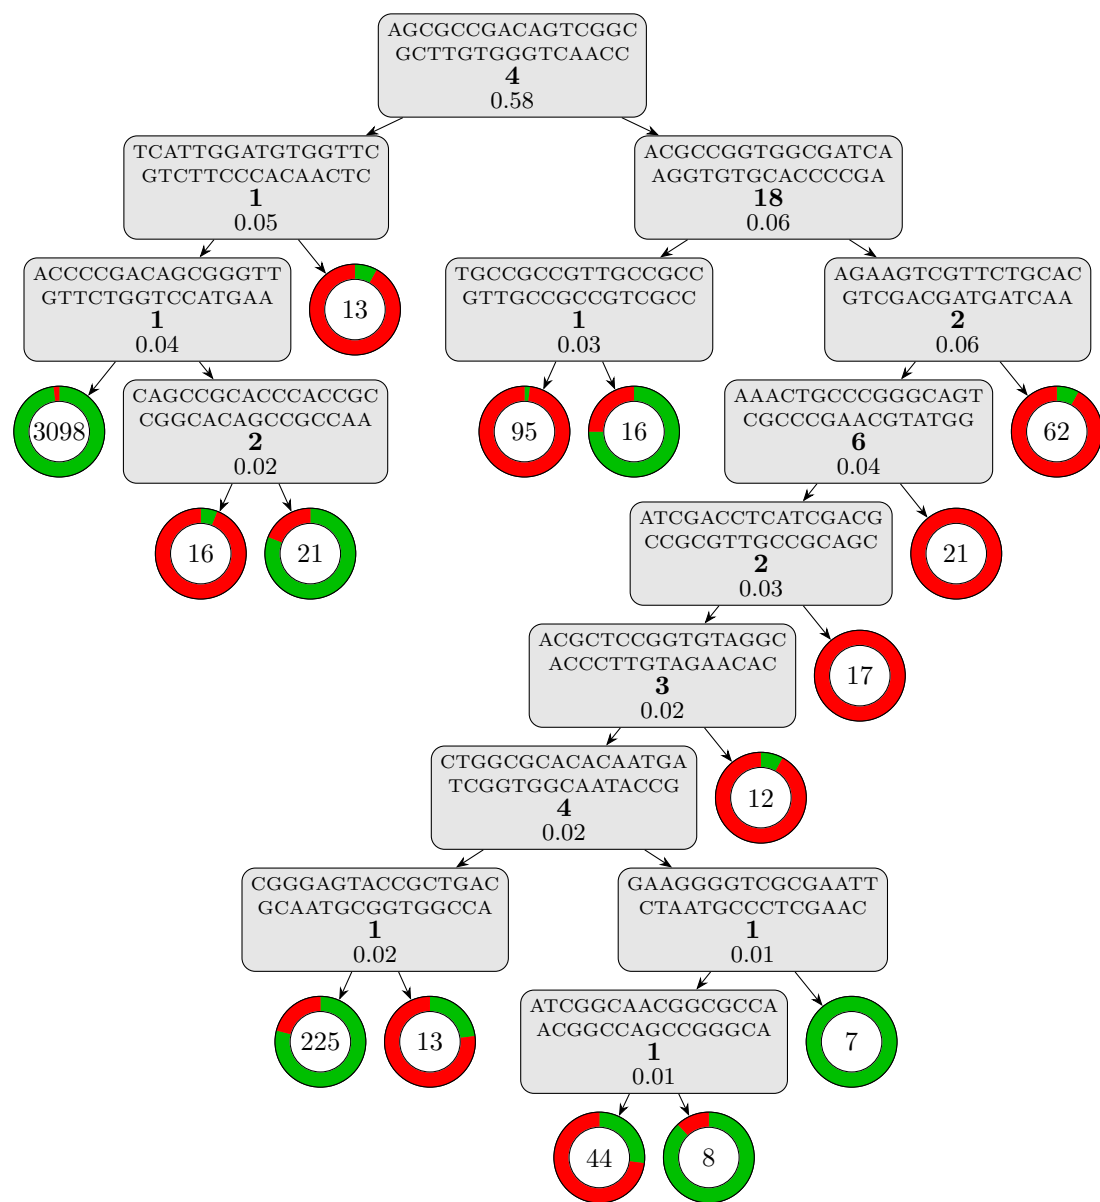 AGCGCCGACAGTCGGC
GCTTGTGGGTCAACC
4
0.58
TCATTGGATGTGGTTC
GTCTTCCCACAACTC
1
0.05
ACGCCGGTGGCGATCA
AGGTGTGCACCCCGA
18
0.06
ACCCCGACAGCGGGTT
GTTCTGGTCCATGAA
1
0.04
13
TGCCGCCGTTGCCGCC
GTTGCCGCCGTCGCC
1
0.03
AGAAGTCGTTCTGCAC
GTCGACGATGATCAA
2
0.06
3098
CAGCCGCACCCACCGC
CGGCACAGCCGCCAA
2
0.02
95
16
AAACTGCCCGGGCAGT
CGCCCGAACGTATGG
6
0.04
62
16
21
ATCGACCTCATCGACG
CCGCGTTGCCGCAGC
2
0.03
21
ACGCTCCGGTGTAGGC
ACCCTTGTAGAACAC
3
0.02
17
CTGGCGCACACAATGA
TCGGTGGCAATACCG
4
0.02
12
CGGGAGTACCGCTGAC
GCAATGCGGTGGCCA
1
0.02
GAAGGGGTCGCGAATT
CTAATGCCCTCGAAC
1
0.01
225
13
ATCGGCAACGGCGCCA
ACGGCCAGCCGGGCA
1
0.01
7
44
8